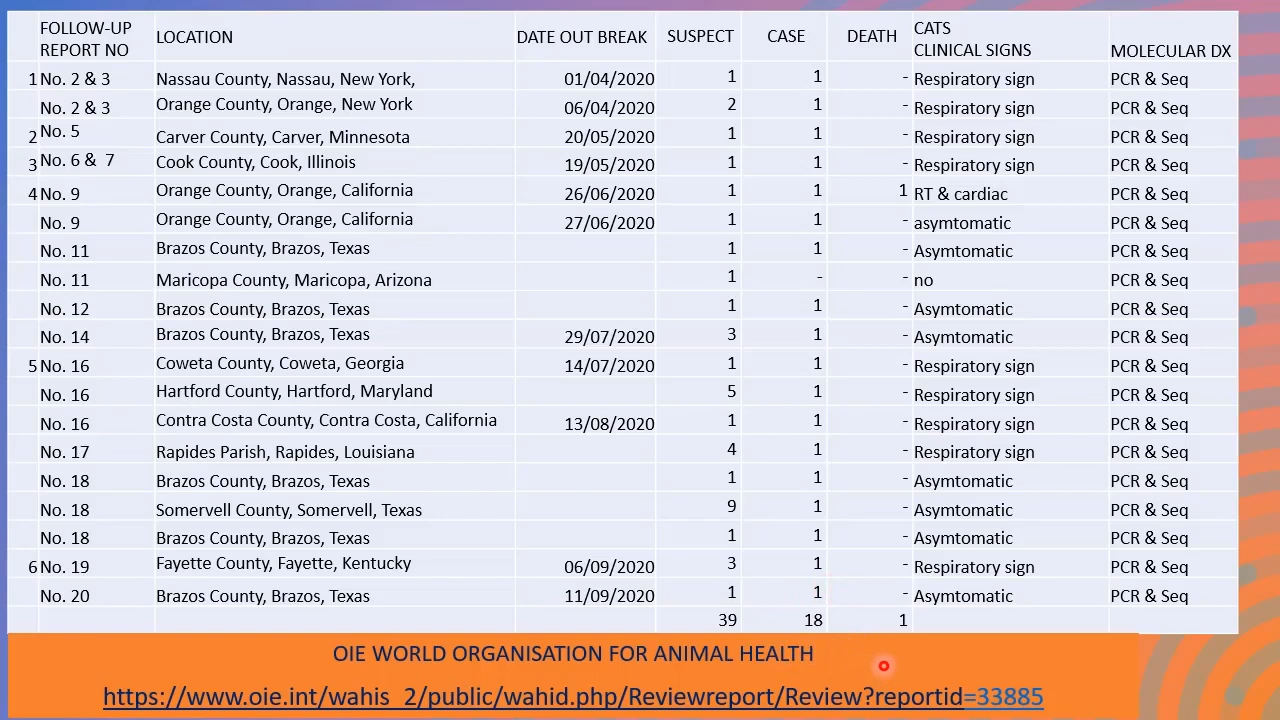 FOLLOW-UP REPORT NO LOCATION DATE OUT BREAK SUSPECT CASE DEATH CATS CLINICAL SIGNS MOLECULAR DX
1 No. 2 & 3 Nassau County, Nassau, New York, 01/04/2020 1 1 - Respiratory sign PCR & Seq
No. 2 & 3 Orange County, Orange, New York 06/04/2020 2 1 - Respiratory sign PCR & Seq
2 No. 5 Carver County, Carver, Minnesota 20/05/2020 1 1 - Respiratory sign PCR & Seq
3 No. 6 & 7 Cook County, Cook, Illinois 19/05/2020 1 1 - Respiratory sign PCR & Seq
4 No. 9 Orange County, Orange, California 26/06/2020 1 1 1 RT & cardiac PCR & Seq
No. 9 Orange County, Orange, California 27/06/2020 1 1 - asymtomatic PCR & Seq
No. 11 Brazos County, Brazos, Texas 1 1 - Asymtomatic PCR & Seq
No. 11 Maricopa County, Maricopa, Arizona 1 - - no PCR & Seq
No. 12 Brazos County, Brazos, Texas 1 1 - Asymtomatic PCR & Seq
No. 14 Brazos County, Brazos, Texas 29/07/2020 3 1 - Asymtomatic PCR & Seq
5 No. 16 Coweta County, Coweta, Georgia 14/07/2020 1 1 - Respiratory sign PCR & Seq
No. 16 Hartford County, Hartford, Maryland 5 1 - Respiratory sign PCR & Seq
No. 16 Contra Costa County, Contra Costa, California 13/08/2020 1 1 - Respiratory sign PCR & Seq
No. 17 Rapides Parish, Rapides, Louisiana 4 1 - Respiratory sign PCR & Seq
No. 18 Brazos County, Brazos, Texas 1 1 - Asymtomatic PCR & Seq
No. 18 Somervell County, Somervell, Texas 9 1 - Asymtomatic PCR & Seq
No. 18 Brazos County, Brazos, Texas 1 1 - Asymtomatic PCR & Seq
6 No. 19 Fayette County, Fayette, Kentucky 06/09/2020 3 1 - Respiratory sign PCR & Seq
No. 20 Brazos County, Brazos, Texas 11/09/2020 1 1 - Asymtomatic PCR & Seq
39 18 1
OIE WORLD ORGANISATION FOR ANIMAL HEALTH
https://www.oie.int/wahis_2/public/wahid.php/Reviewreport/Review?reportid=33885